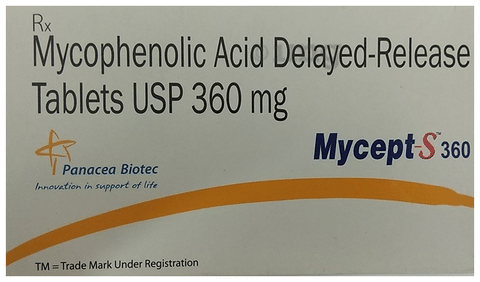 Rx
Mycophenolic Acid Delayed-Release
Tablets USP 360 mg
Panacea Biotec
Innovation in support of life
Mycept-S™ 360
TM = Trade Mark Under Registration